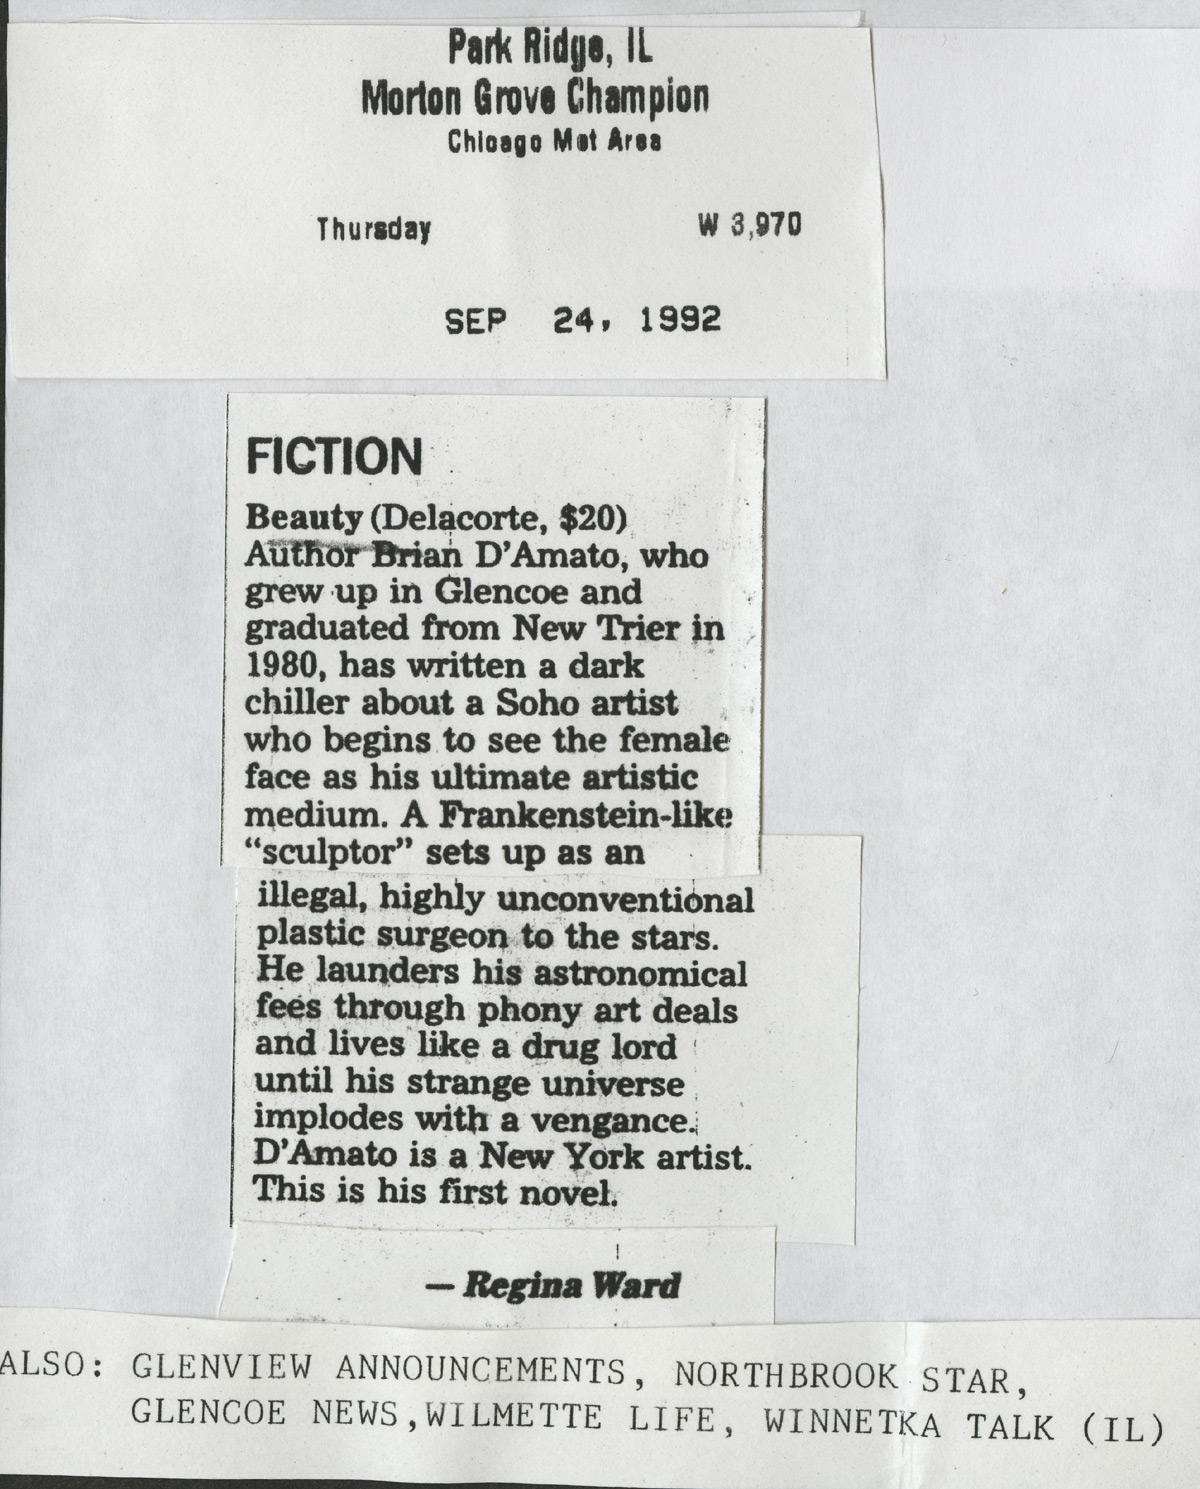 Park Ridge, IL
Morton Grove Champion
Chicago Met Area
Thursday W 3,970
SEP 24, 1992
FICTION
Beauty (Delacorte, $20)
Author Brian D'Amato, who
grew up in Glencoe and
graduated from New Trier in
1980, has written a dark
chiller about a Soho artist
who begins to see the female
face as his ultimate artistic
medium. A Frankenstein-like
“sculptor” sets up as an
illegal, highly unconventional
plastic surgeon to the stars.
He launders his astronomical
fees through phony art deals
and lives like a drug lord
until his strange universe
implodes with a vengance.
D'Amato is a New York artist.
This is his first novel.
— Regina Ward
ALSO: GLENVIEW ANNOUNCEMENTS, NORTHBROOK STAR,
GLENCOE NEWS,WILMETTE LIFE, WINNETKA TALK (IL)